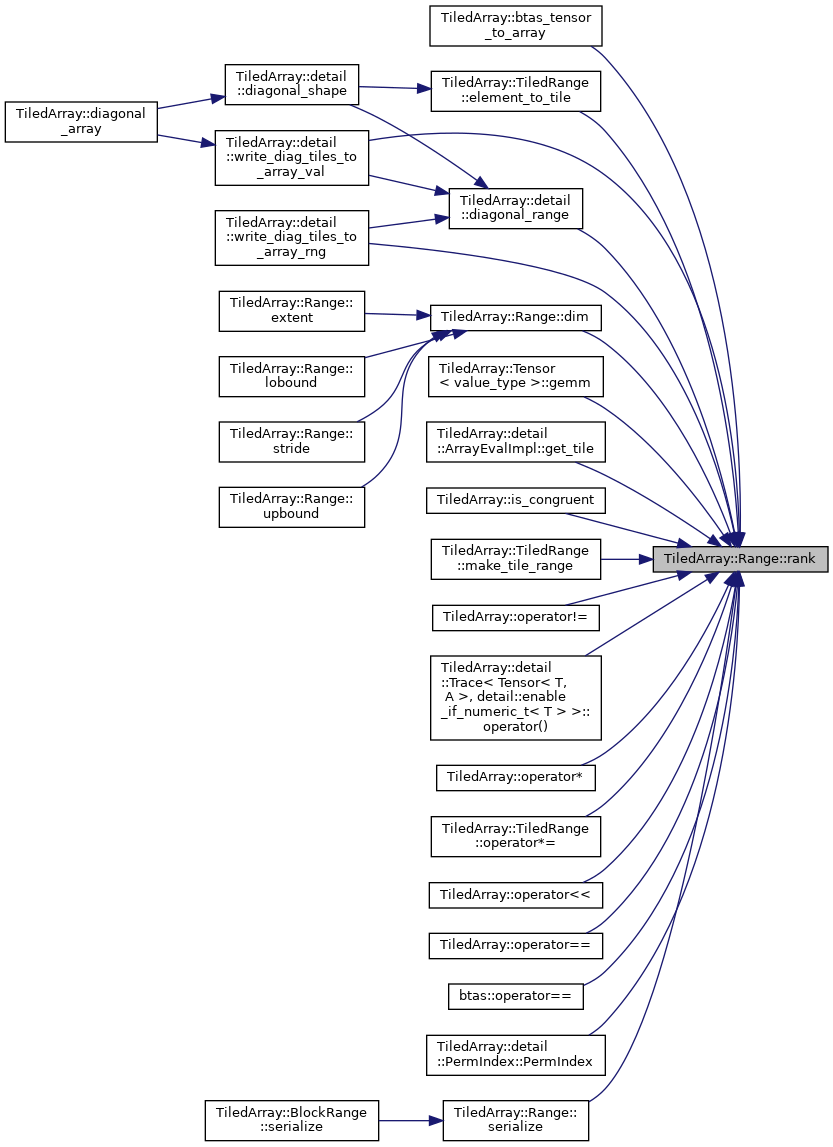 TiledArray::btas_tensor
_to_array
TiledArray::detail
::diagonal_shape
TiledArray::TiledRange
::element_to_tile
TiledArray::diagonal
_array
TiledArray::detail
::write_diag_tiles_to
_array_val
TiledArray::detail
::diagonal_range
TiledArray::detail
::write_diag_tiles_to
_array_rng
TiledArray::Range::
extent
TiledArray::Range::dim
TiledArray::Range::
lobound
TiledArray::Tensor
< value_type >::gemm
TiledArray::Range::
stride
TiledArray::detail
::ArrayEvalImpl::get_tile
TiledArray::Range::
upbound
TiledArray::is_congruent
TiledArray::TiledRange
::make_tile_range
TiledArray::Range::rank
TiledArray::operator!=
TiledArray::detail
::Trace< Tensor< T,
A >, detail::enable
_if_numeric_t< T > >::
operator()
TiledArray::operator*
TiledArray::TiledRange
::operator*=
TiledArray::operator<<
TiledArray::operator==
btas::operator==
TiledArray::detail
::PermIndex::PermIndex
TiledArray::BlockRange
::serialize
TiledArray::Range::
serialize